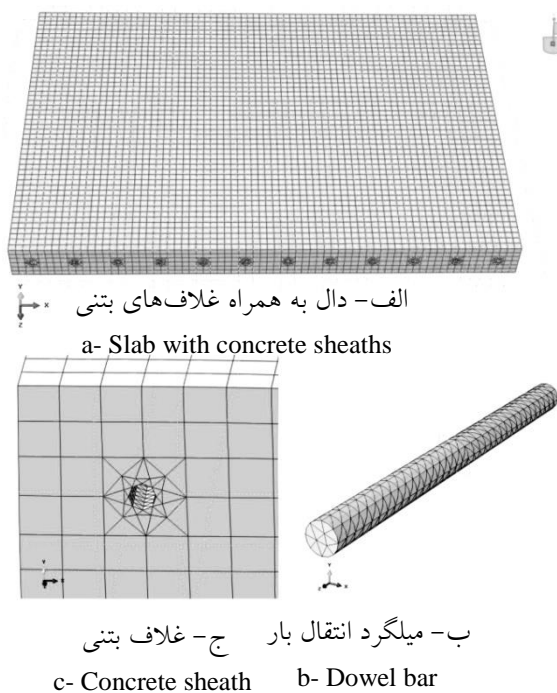 الف- دال به همراه غلاف‌های بتنی
a- Slab with concrete sheaths
ب- میلگرد انتقال بار
ج- غلاف بتنی
c- Concrete sheath
b- Dowel bar